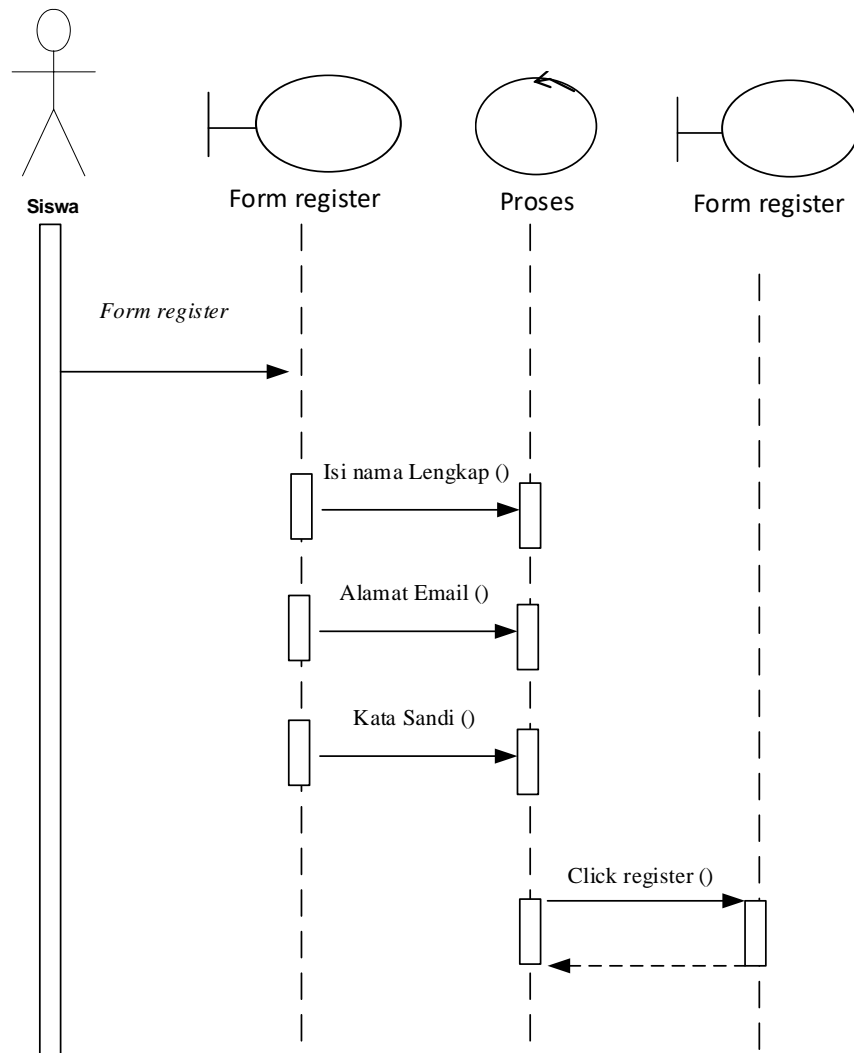 Siswa
Form register
Proses
Form register
Form register
Isi nama Lengkap ()
Alamat Email ()
Kata Sandi ()
Click register ()